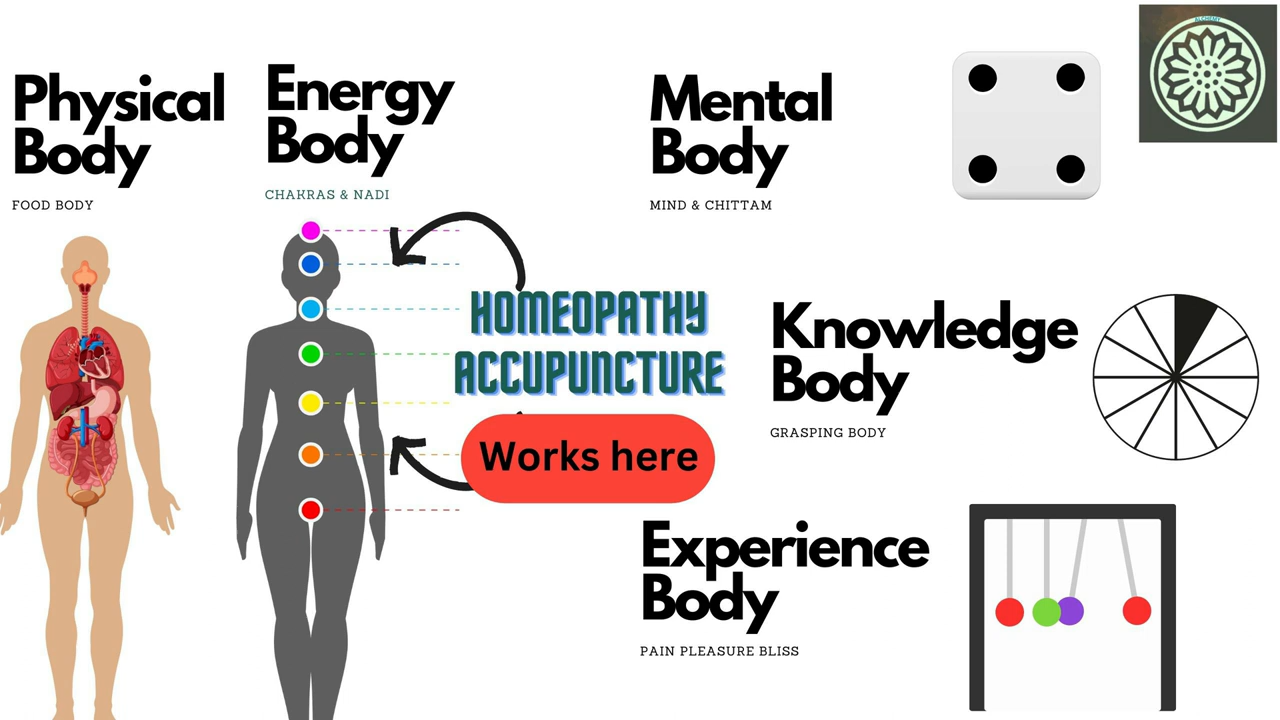 Physical
Body
FOOD BODY
Energy
Body
CHAKRAS & NADI
Mental
Body
MIND & CHITTAM
ALCHEMY
HOMEOPATHY
ACCUPUNCTURE
Works here
Knowledge
Body
GRASPING BODY
Experience
Body
PAIN PLEASURE BLISS